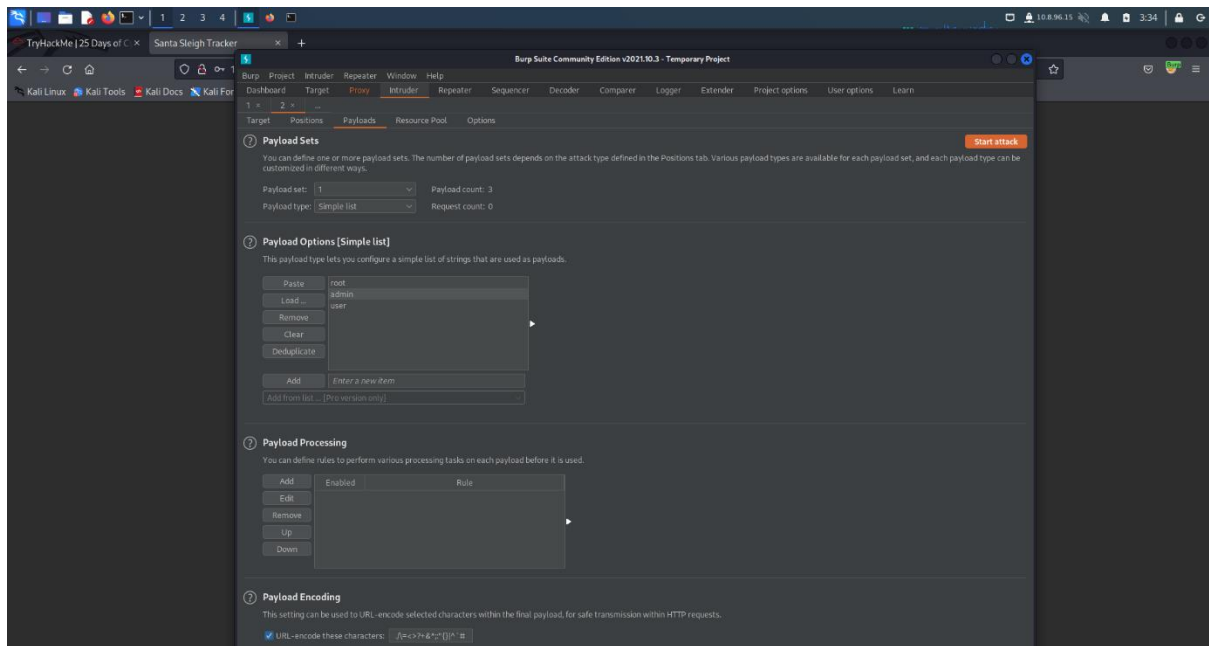 1 2 3 4
10.8.96.15
3:34
TryHackMe | 25 Days of C
Santa Sleigh Tracker
Burp Suite Community Edition v2021.10.3 - Temporary Project
Burp Project Intruder Repeater Window Help
Kali Linux Kali Tools Kali Docs Kali For
Dashboard Target Proxy Intruder Repeater Sequencer Decoder Comparer Logger Extender Project options User options Learn
1 × 2 × ...
Target Positions Payloads Resource Pool Options
Payload Sets
Start attack
You can define one or more payload sets. The number of payload sets depends on the attack type defined in the Positions tab. Various payload types are available for each payload set, and each payload type can be
customized in different ways.
Payload set: 1 Payload count: 3
Payload type: Simple list Request count: 0
Payload Options [Simple list]
This payload type lets you configure a simple list of strings that are used as payloads.
Paste
Load ...
Remove
Clear
Deduplicate
root
admin
user
Add Enter a new item
Add from list ... [Pro version only]
Payload Processing
You can define rules to perform various processing tasks on each payload before it is used.
Add
Edit
Remove
Up
Down
Enabled Rule
Payload Encoding
This setting can be used to URL-encode selected characters within the final payload, for safe transmission within HTTP requests.
URL-encode these characters: